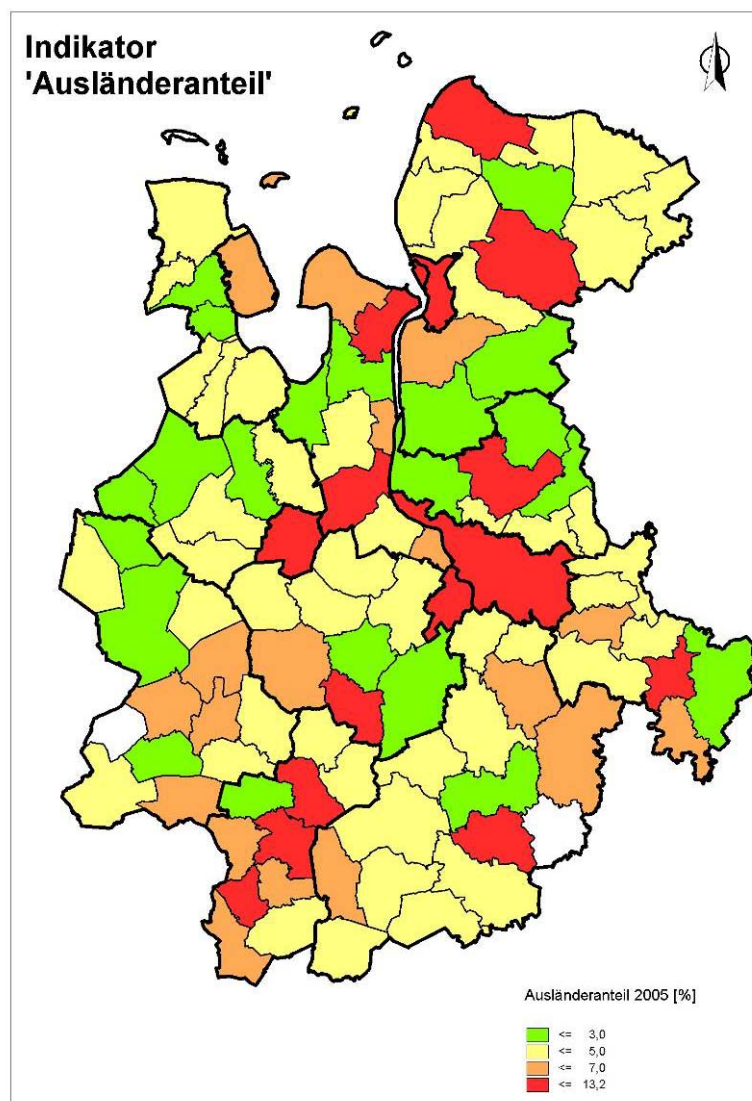 Indikator
'Ausländeranteil'
Ausländeranteil 2005 [%]
<= 3,0
<= 5,0
<= 7,0
<= 13,2